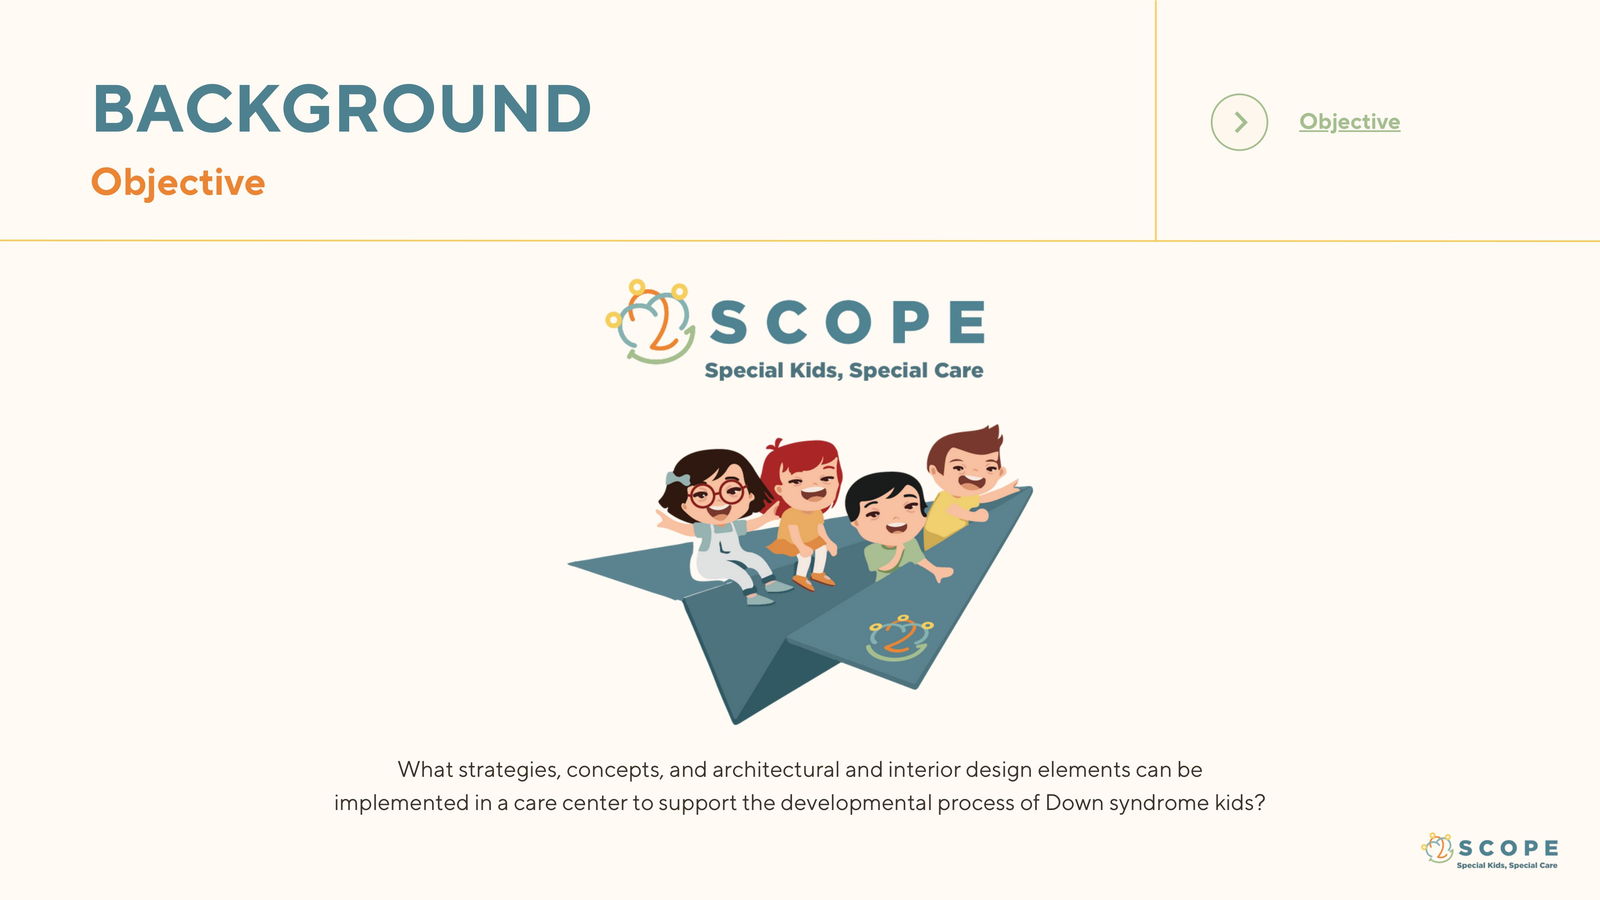 BACKGROUND
Objective
Objective
SCOPE
Special Kids, Special Care
What strategies, concepts, and architectural and interior design elements can be
implemented in a care center to support the developmental process of Down syndrome kids?
SCOPE
Special Kids, Special Care